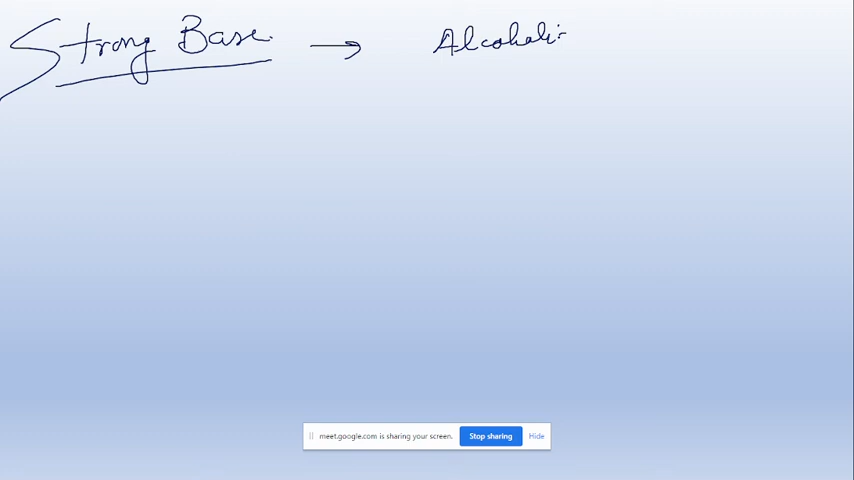 Strong Base. → Alcohali
meet.google.com is sharing your screen. Stop sharing Hide